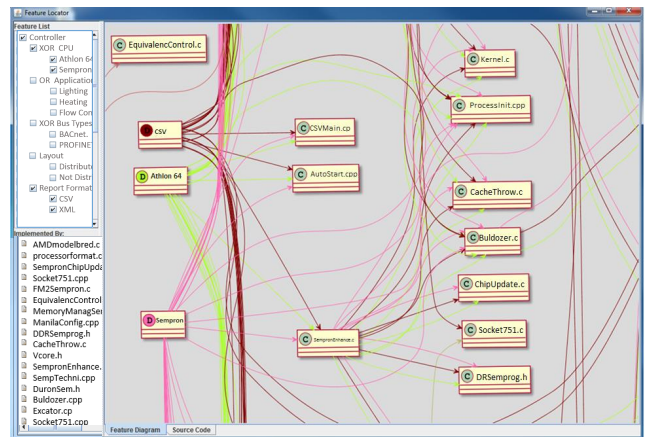 Feature Locator
Feature List
Controller
XOR CPU
Athlon 64
Sempron
OR Application
Lighting
Heating
Flow Con
XOR Bus Types
BACnet.
PROFINE
Layout
Distribut
Not Distr
Report Format
CSV
XML
Implemented By:
AMDmodelbred.c
processorformat.c
SempronChipUpda
Socket751.cpp
FM2Sempron.c
EquivalencControl
MemoryManagSer
ManilaConfig.cpp
DDRSemprog.h
CacheThrow.c
Vcore.h
SempronEnhance.
SempTechni.cpp
DuronSem.h
Buldozer.cpp
Excator.cp
Socket751.cpp
C EquivalencControl.c
csv
D Athlon 64
D Sempron
C CSVMain.cp
C AutoStart.cpp
C SempronEnhance.c
C Kernel.c
C ProcessInit.cpp
C CacheThrow.c
C Buldozer.c
C ChipUpdate.c
C Socket751.c
C DRSemprog.h
Feature Diagram
Source Code